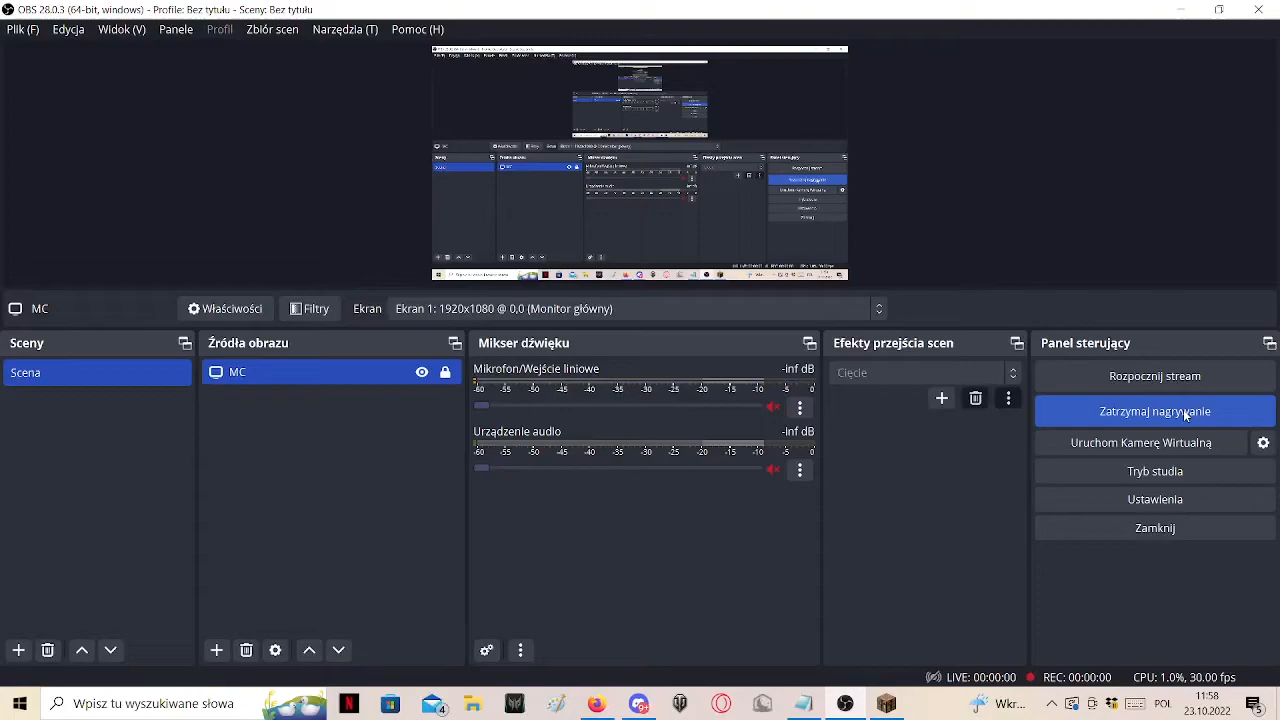 OBS 28.0.3 (64-bit, windows) - Profile: Bez tytułu - Sceny: Bez tytułu
Plik (F) Edycja Widok (V) Panele Profil Zbiór scen Narzędzia (T) Pomoc (H)
MC Właściwości Filtry Ekran Ekran 1: 1920x1080 @ 0,0 (Monitor główny)
Sceny Źródła obrazu Mikser dźwięku Efekty przejścia scen Panel sterujący
Scena MC Mikrofon/Wejście liniowe -inf dB Cięcie Rozpocznij stream
-60 -55 -50 -45 -40 -35 -30 -25 -20 -15 -10 -5 0
Zatrzymaj nagrywanie
Urządzenie audio -inf dB Uruchom Kamerę Wirtualną
-60 -55 -50 -45 -40 -35 -30 -25 -20 -15 -10 -5 0
Tryb studia
Ustawienia
Zamknij
LIVE: 00:00:00 REC: 00:00:00 CPU: 1.0%, 30.00 fps
Wpisz tu wyszukiwane słowa 4 9+ Wk... PO 11:58
23.10.2022 5